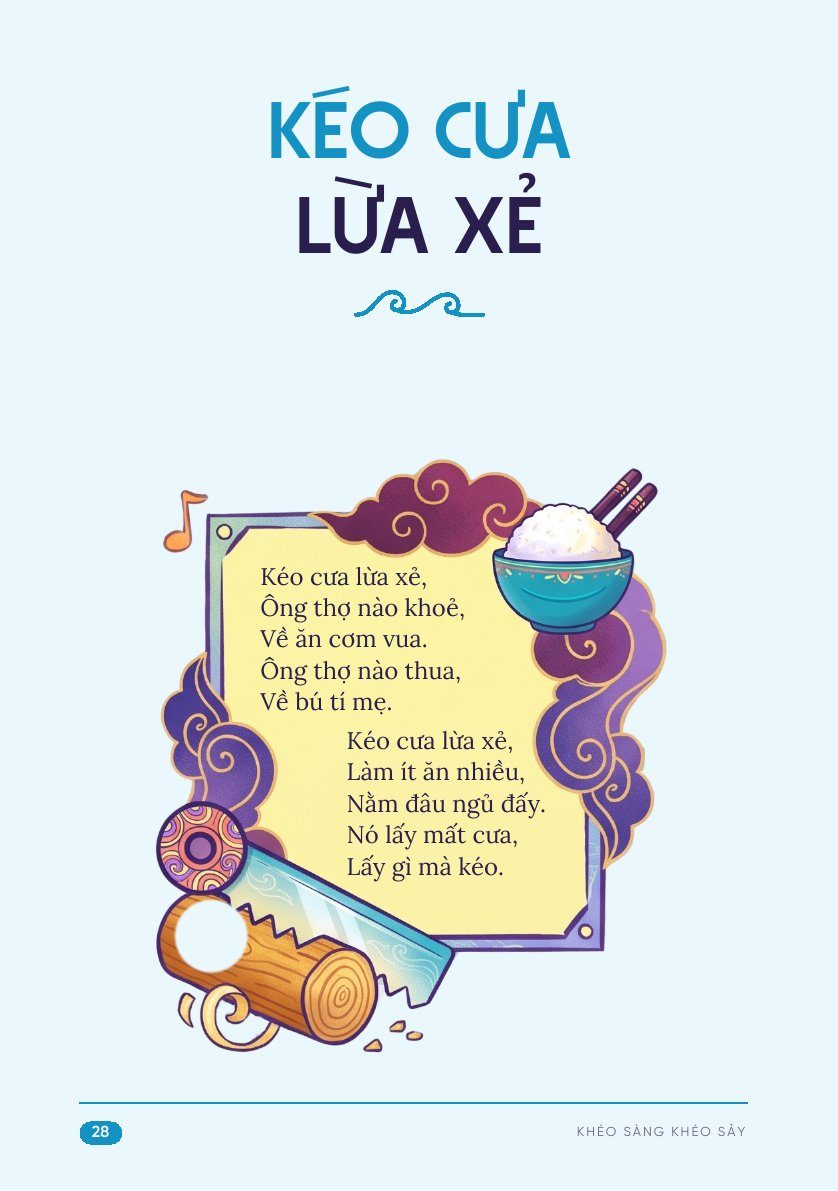 KÉO CƯA
LỪA XẺ
Kéo cưa lừa xẻ,
Ông thợ nào khoẻ,
Về ăn cơm vua.
Ông thợ nào thua,
Về bú tí mẹ.
Kéo cưa lừa xẻ,
Làm ít ăn nhiều,
Nằm đâu ngủ đấy.
Nó lấy mất cưa,
Lấy gì mà kéo.
28
KHÉO SÀNG KHÉO SẢY